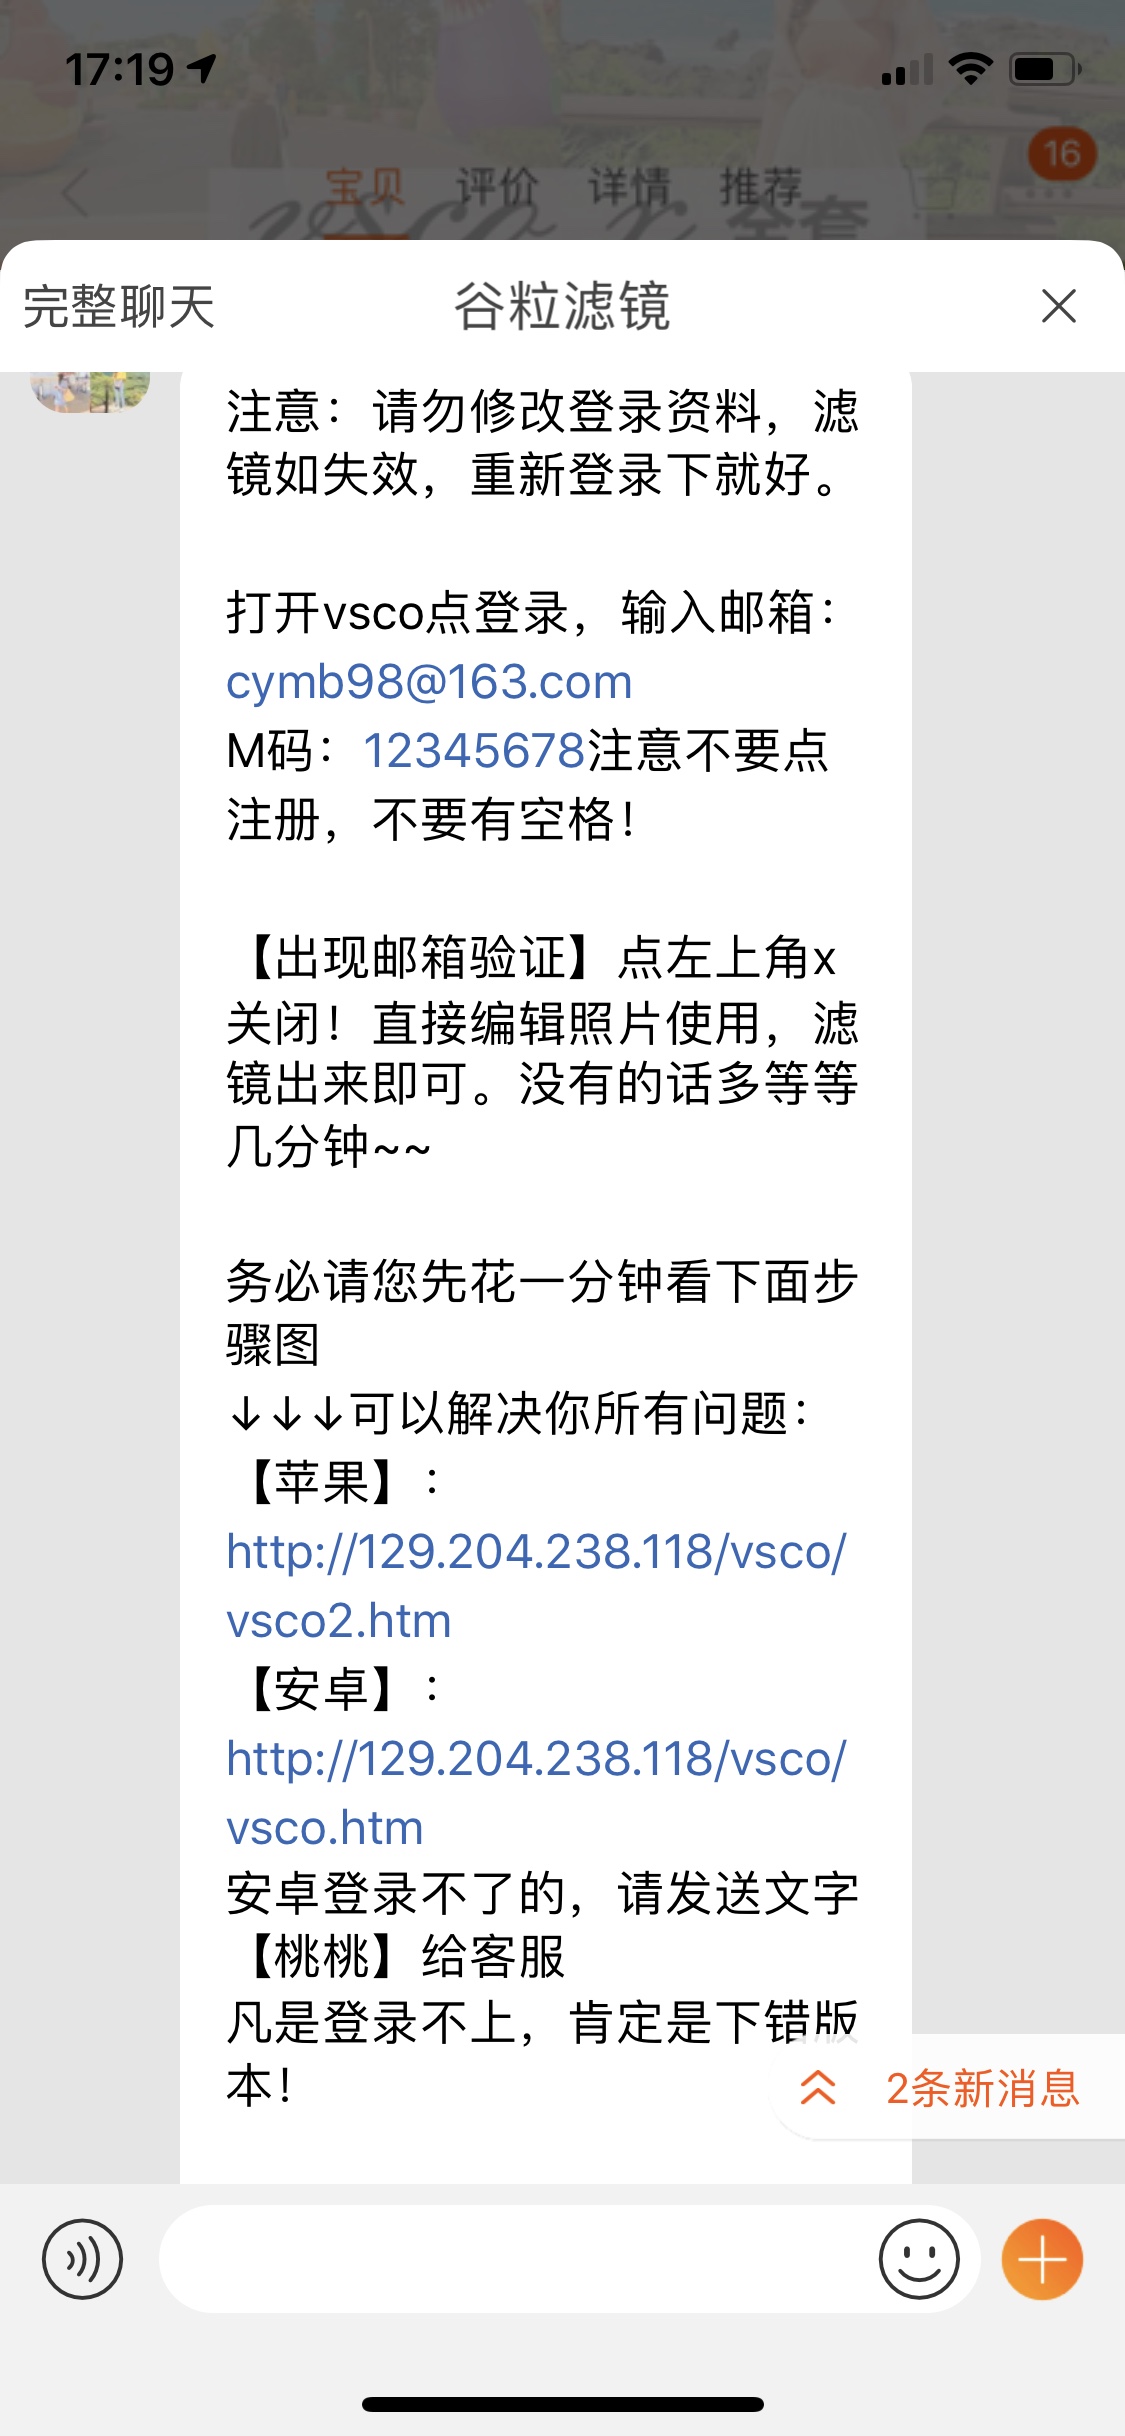 17:19
16
宝贝 评价 详情 推荐
vsco x 全套
完整聊天 谷粒滤镜
注意：请勿修改登录资料，滤
镜如失效，重新登录下就好。
打开vsco点登录，输入邮箱：
cymb98@163.com
M码：12345678注意不要点
注册，不要有空格！
【出现邮箱验证】点左上角x
关闭！直接编辑照片使用，滤
镜出来即可。没有的话多等等
几分钟~~
务必请您先花一分钟看下面步
骤图
↓↓↓可以解决你所有问题：
【苹果】：
http://129.204.238.118/vsco/
vsco2.htm
【安卓】：
http://129.204.238.118/vsco/
vsco.htm
安卓登录不了的，请发送文字
【桃桃】给客服
凡是登录不上，肯定是下错版
本！
2条新消息